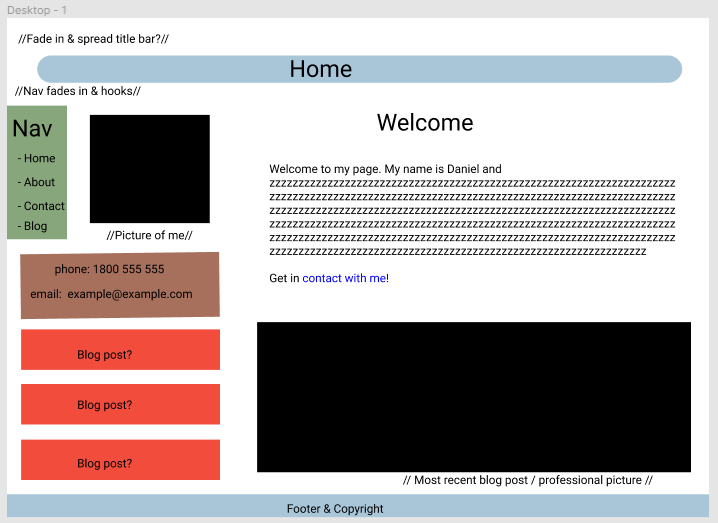 Desktop - 1
//Fade in & spread title bar?//
Home
//Nav fades in & hooks//
Nav
- Home
- About
- Contact
- Blog
//Picture of me//
phone: 1800 555 555
email: example@example.com
Blog post?
Blog post?
Blog post?
Welcome
Welcome to my page. My name is Daniel and
zzzzzzzzzzzzzzzzzzzzzzzzzzzzzzzzzzzzzzzzzzzzzzzzzzzzzzzzzzzzzzzzzzzzzz
zzzzzzzzzzzzzzzzzzzzzzzzzzzzzzzzzzzzzzzzzzzzzzzzzzzzzzzzzzzzzzzzzzzzzz
zzzzzzzzzzzzzzzzzzzzzzzzzzzzzzzzzzzzzzzzzzzzzzzzzzzzzzzzzzzzzzzzzzzzzz
zzzzzzzzzzzzzzzzzzzzzzzzzzzzzzzzzzzzzzzzzzzzzzzzzzzzzzzzzzzzzzzzzzzzzz
zzzzzzzzzzzzzzzzzzzzzzzzzzzzzzzzzzzzzzzzzzzzzzzzzzzzzzzzzzzzzzzzzzzzzz
zzzzzzzzzzzzzzzzzzzzzzzzzzzzzzzzzzzzzzzzzzzzzzzzzzzzzzzzzzzzzzzzz
Get in contact with me!
// Most recent blog post / professional picture //
Footer & Copyright